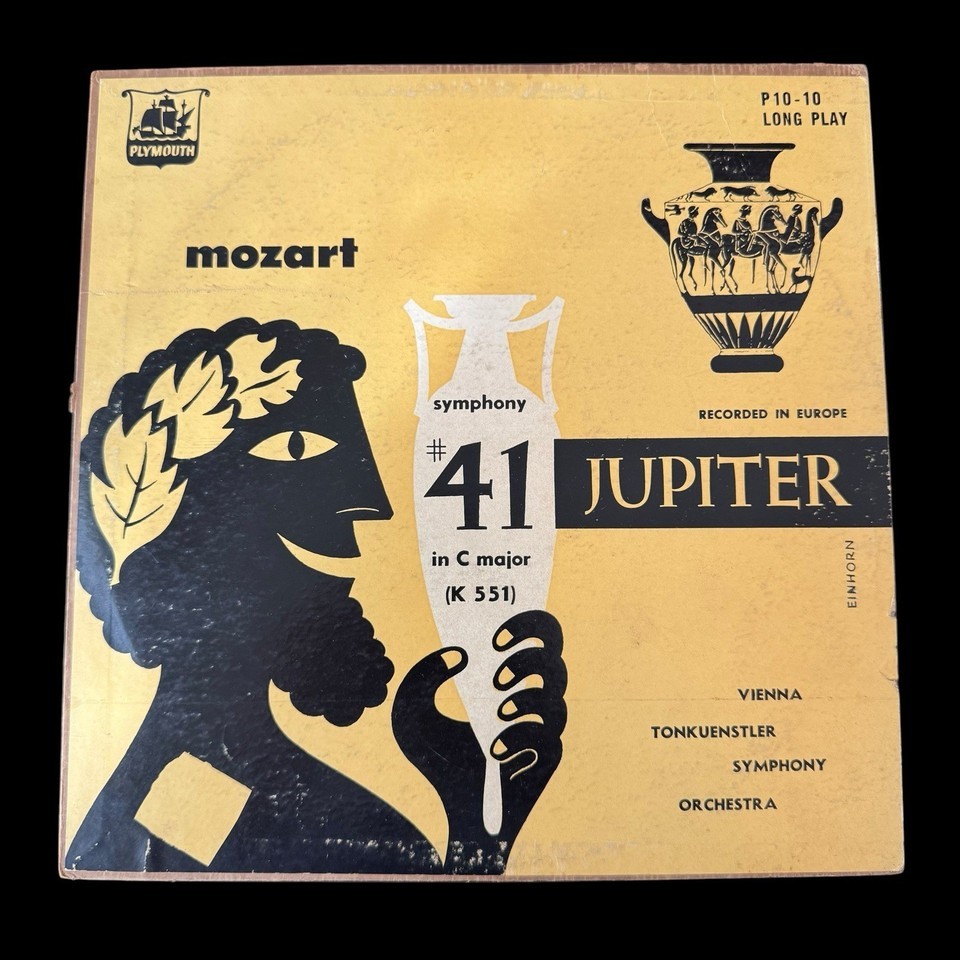 PLYMOUTH
P10-10
LONG PLAY
mozart
symphony
#41
in C major
(K 551)
RECORDED IN EUROPE
JUPITER
EINHORN
VIENNA
TONKUENSTLER
SYMPHONY
ORCHESTRA